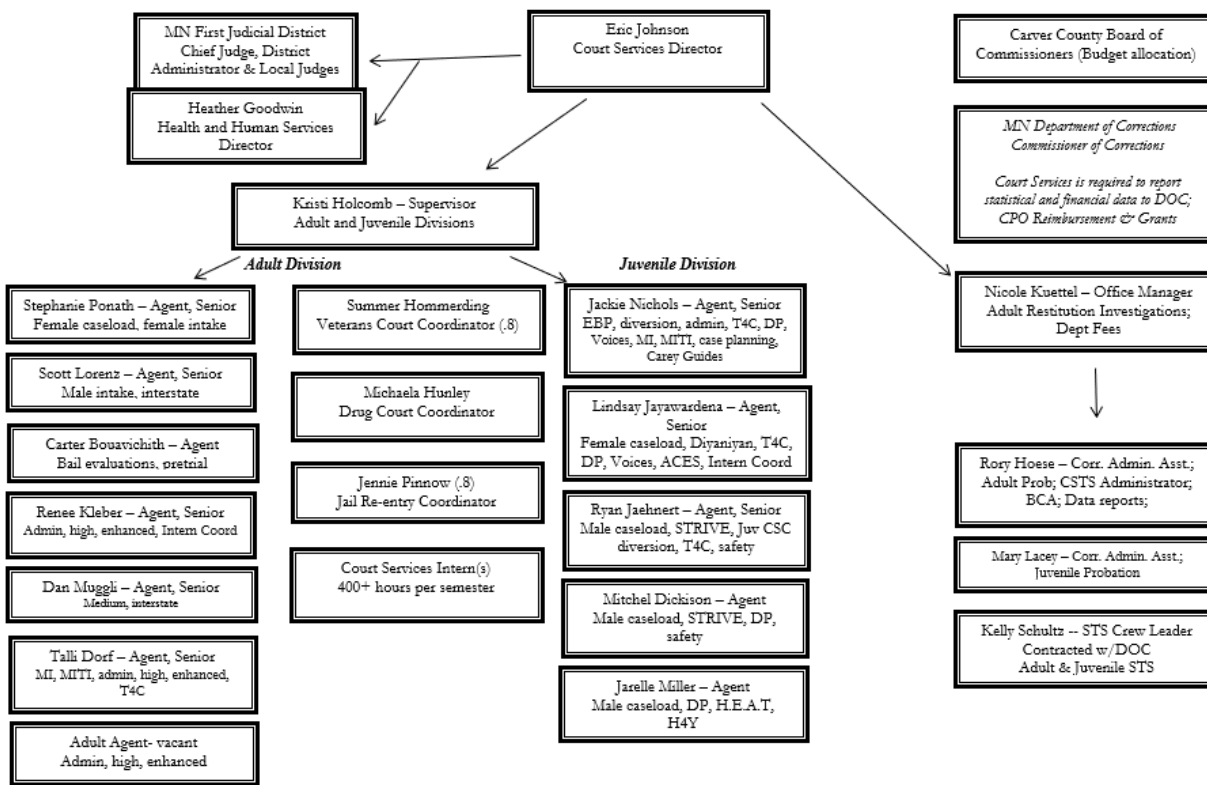 MN First Judicial District
Chief Judge, District
Administrator & Local Judges
Heather Goodwin
Health and Human Services
Director
Eric Johnson
Court Services Director
Carver County Board of
Commissioners (Budget allocation)
MN Department of Corrections
Commissioner of Corrections
Court Services is required to report
statistical and financial data to DOC;
CPO Reimbursement & Grants
Kristi Holcomb – Supervisor
Adult and Juvenile Divisions
Adult Division
Stephanie Ponath – Agent, Senior
Female caseload, female intake
Scott Lorenz – Agent, Senior
Male intake, interstate
Carter Bouavichith – Agent
Bail evaluations, pretrial
Renee Kleber – Agent, Senior
Admin, high, enhanced, Intern Coord
Dan Muggli – Agent, Senior
Medium, interstate
Talli Dorf – Agent, Senior
MI, MITI, admin, high, enhanced,
T4C
Adult Agent- vacant
Admin, high, enhanced
Summer Hommerding
Veterans Court Coordinator (.8)
Michaela Hunley
Drug Court Coordinator
Jennie Pinnow (.8)
Jail Re-entry Coordinator
Court Services Intern(s)
400+ hours per semester
Juvenile Division
Jackie Nichols – Agent, Senior
EBP, diversion, admin, T4C, DP,
Voices, MI, MITI, case planning,
Carey Guides
Lindsay Jayawardena – Agent,
Senior
Female caseload, Diyaniyan, T4C,
DP, Voices, ACES, Intern Coord
Ryan Jaehnert – Agent, Senior
Male caseload, STRIVE, Juv CSC
diversion, T4C, safety
Mitchel Dickison – Agent
Male caseload, STRIVE, DP,
safety
Jarelle Miller – Agent
Male caseload, DP, H.E.A.T,
H4Y
Nicole Kuettel – Office Manager
Adult Restitution Investigations;
Dept Fees
Rory Hoese – Corr. Admin. Asst.;
Adult Prob; CSTS Administrator;
BCA; Data reports;
Mary Lacey – Corr. Admin. Asst.;
Juvenile Probation
Kelly Schultz -- STS Crew Leader
Contracted w/DOC
Adult & Juvenile STS